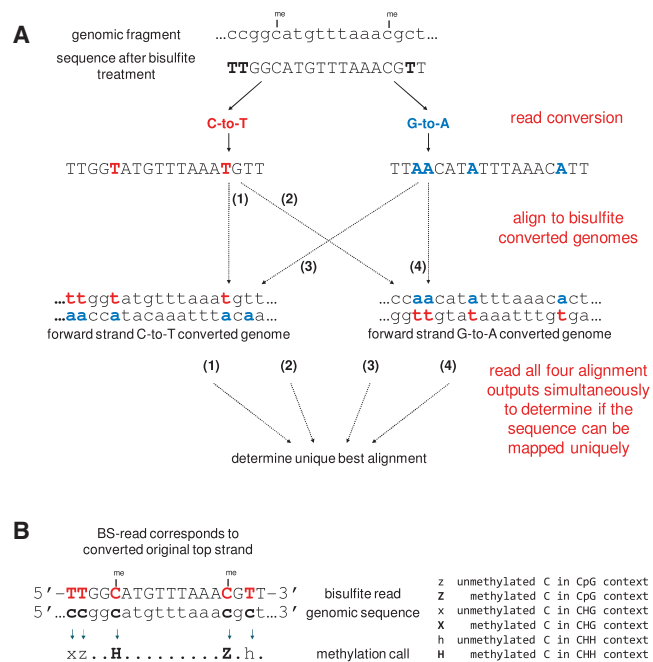 A
me
me
genomic fragment
…ccggcatgtttaaacgct…
sequence after bisulfite
treatment
TTGGCATGTTTAAACGTT
C-to-T
G-to-A
read conversion
TTGGTATGTTTAAATGTT
TTAACATATTTAAACATT
(1)
(2)
(3)
(4)
align to bisulfite
converted genomes
…ttggtatgtttaaatgtt…
…aaccatacaaatttacaa…
forward strand C-to-T converted genome
…ccaacatatttaaacact…
…ggttgtataaatttgtga…
forward strand G-to-A converted genome
(1)
(2)
(3)
(4)
read all four alignment
outputs simultaneously
to determine if the
sequence can be
mapped uniquely
determine unique best alignment
B
BS-read corresponds to
converted original top strand
me
me
5′-TTGGCATGTTTAAACGTT-3′
bisulfite read
5′…ccggcatgtttaaacgct…3′
genomic sequence
xz..H.........Z.h.
methylation call
z unmethylated C in CpG context
Z methylated C in CpG context
x unmethylated C in CHG context
X methylated C in CHG context
h unmethylated C in CHH context
H methylated C in CHH context